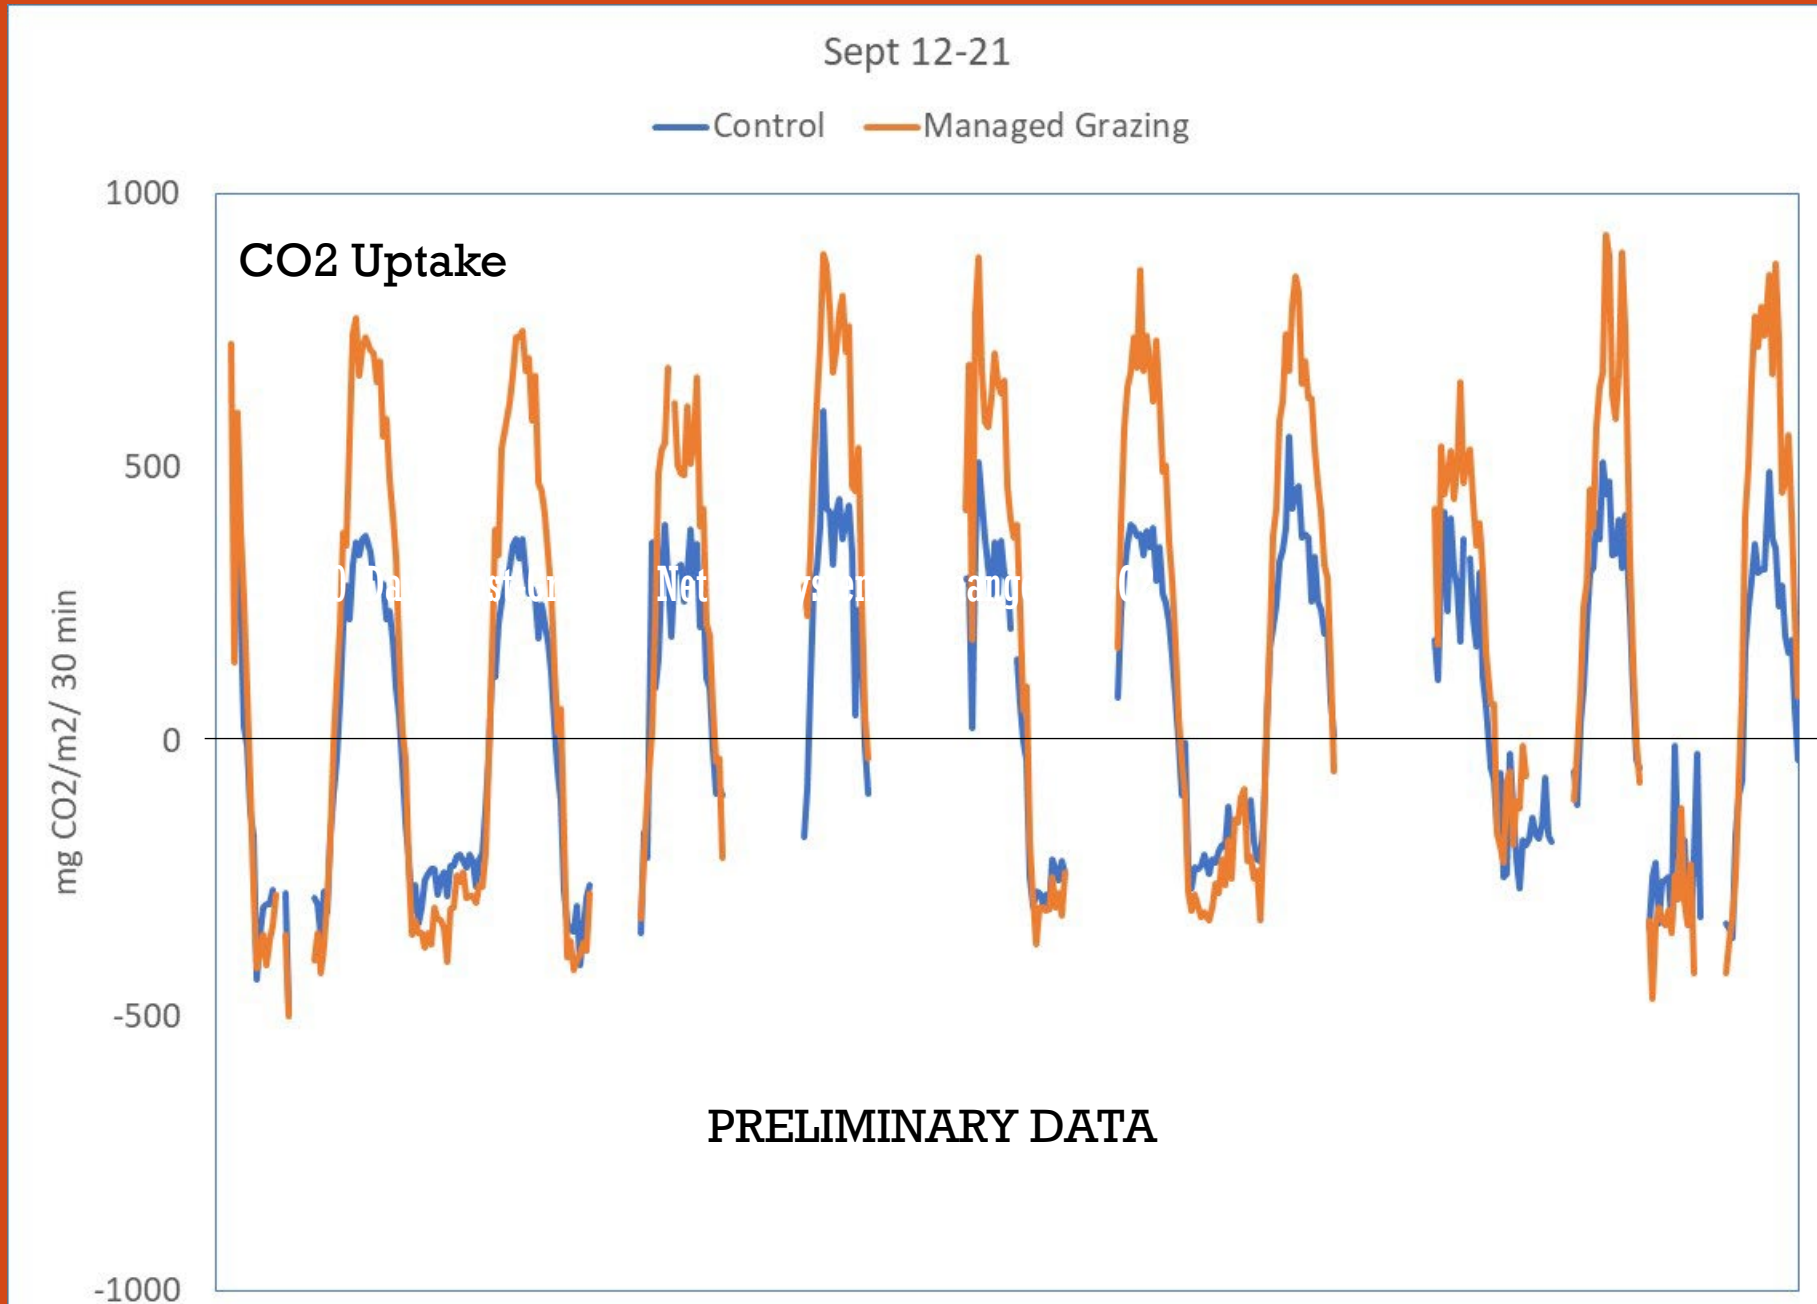 Sept 12-21
Control Managed Grazing
1000
CO2 Uptake
500
0
-500
-1000
mg CO2/m2/ 30 min
PRELIMINARY DATA